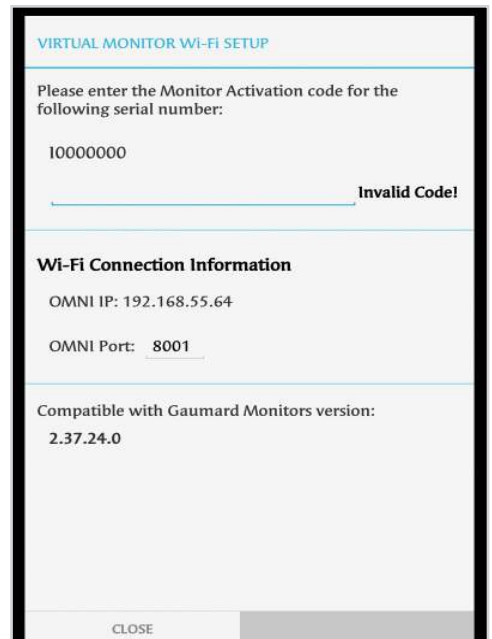 VIRTUAL MONITOR Wi-Fi SETUP
Please enter the Monitor Activation code for the
following serial number:
I0000000
Invalid Code!
Wi-Fi Connection Information
OMNI IP: 192.168.55.64
OMNI Port: 8001
Compatible with Gaumard Monitors version:
2.37.24.0
CLOSE